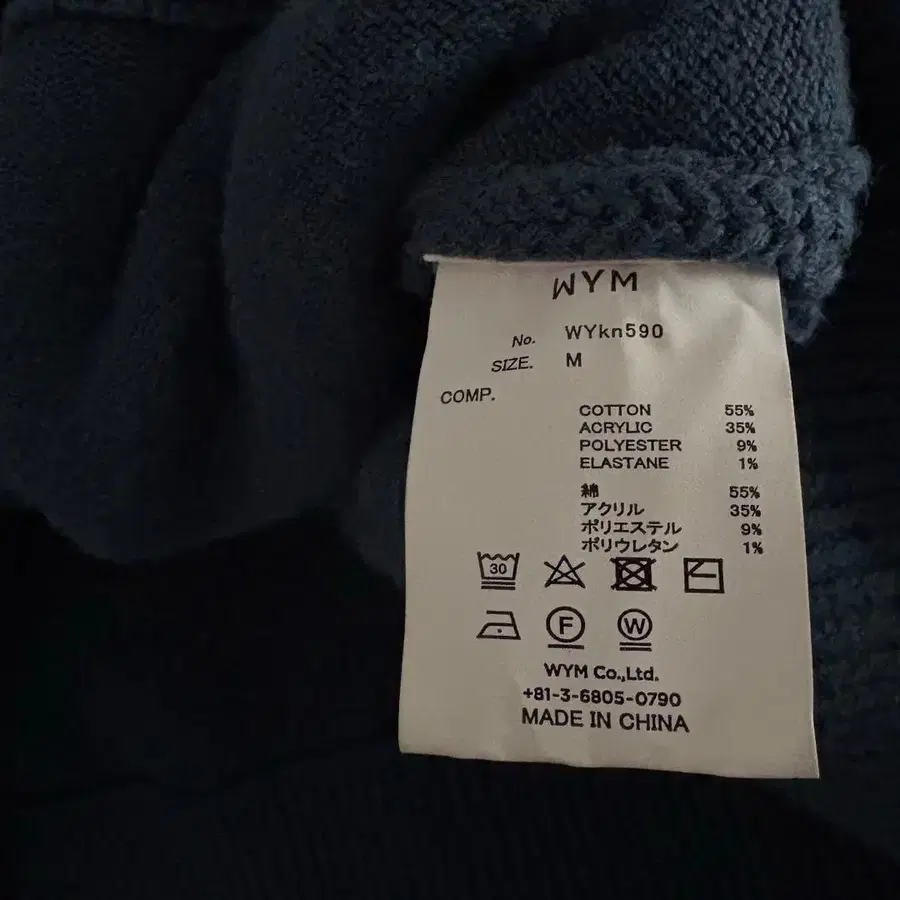 WYM
No. WYkn590
SIZE. M
COMP.
COTTON 55%
ACRYLIC 35%
POLYESTER 9%
ELASTANE 1%
綿 55%
アクリル 35%
ポリエステル 9%
ポリウレタン 1%
30
F W
WYM Co.,Ltd.
+81-3-6805-0790
MADE IN CHINA